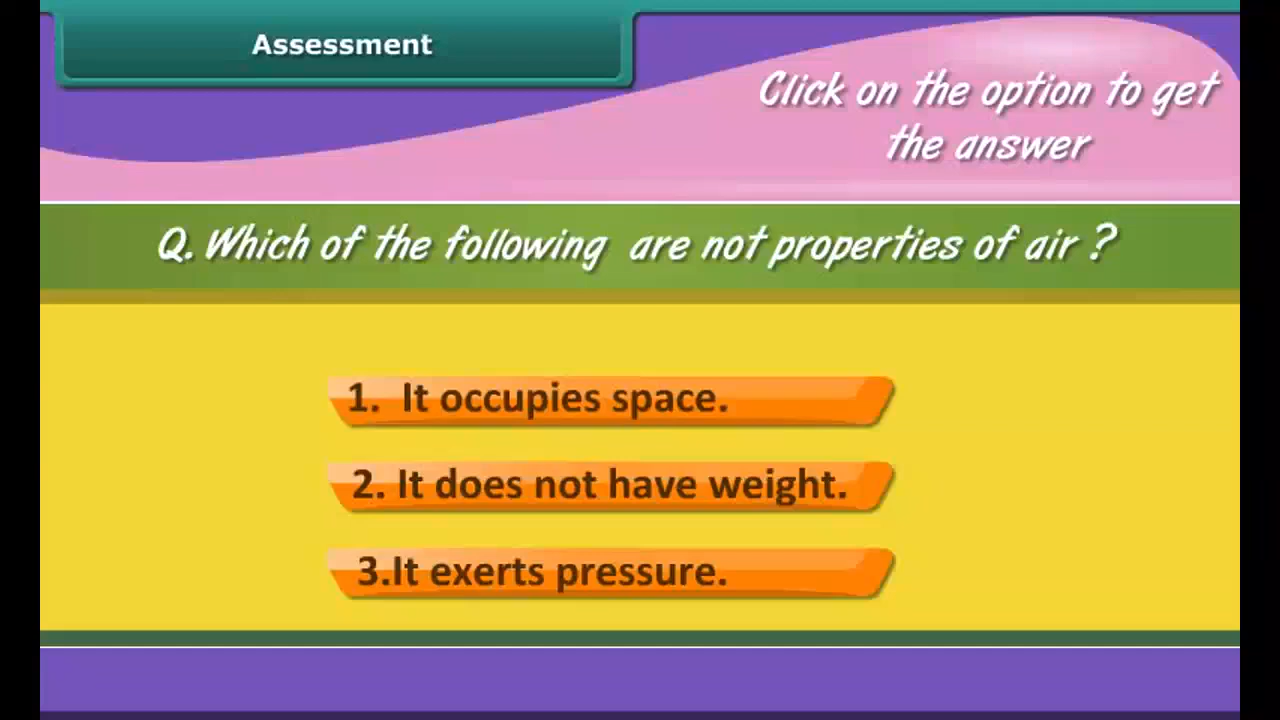 Assessment
Click on the option to get
the answer
Q. Which of the following are not properties of air ?
1. It occupies space.
2. It does not have weight.
3.It exerts pressure.